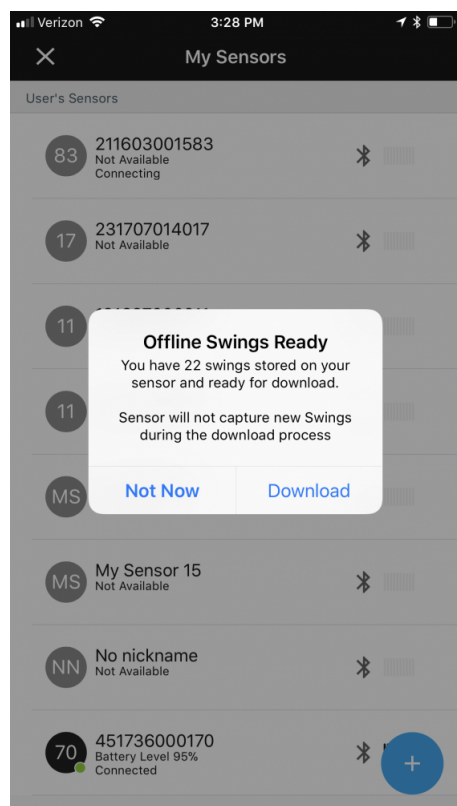 Verizon 3:28 PM
My Sensors
User's Sensors
83 211603001583
Not Available
Connecting
17 231707014017
Not Available
11
Offline Swings Ready
You have 22 swings stored on your
sensor and ready for download.
11
Sensor will not capture new Swings
during the download process
MS
Not Now Download
MS My Sensor 15
Not Available
NN No nickname
Not Available
70 451736000170
Battery Level 95%
Connected
+